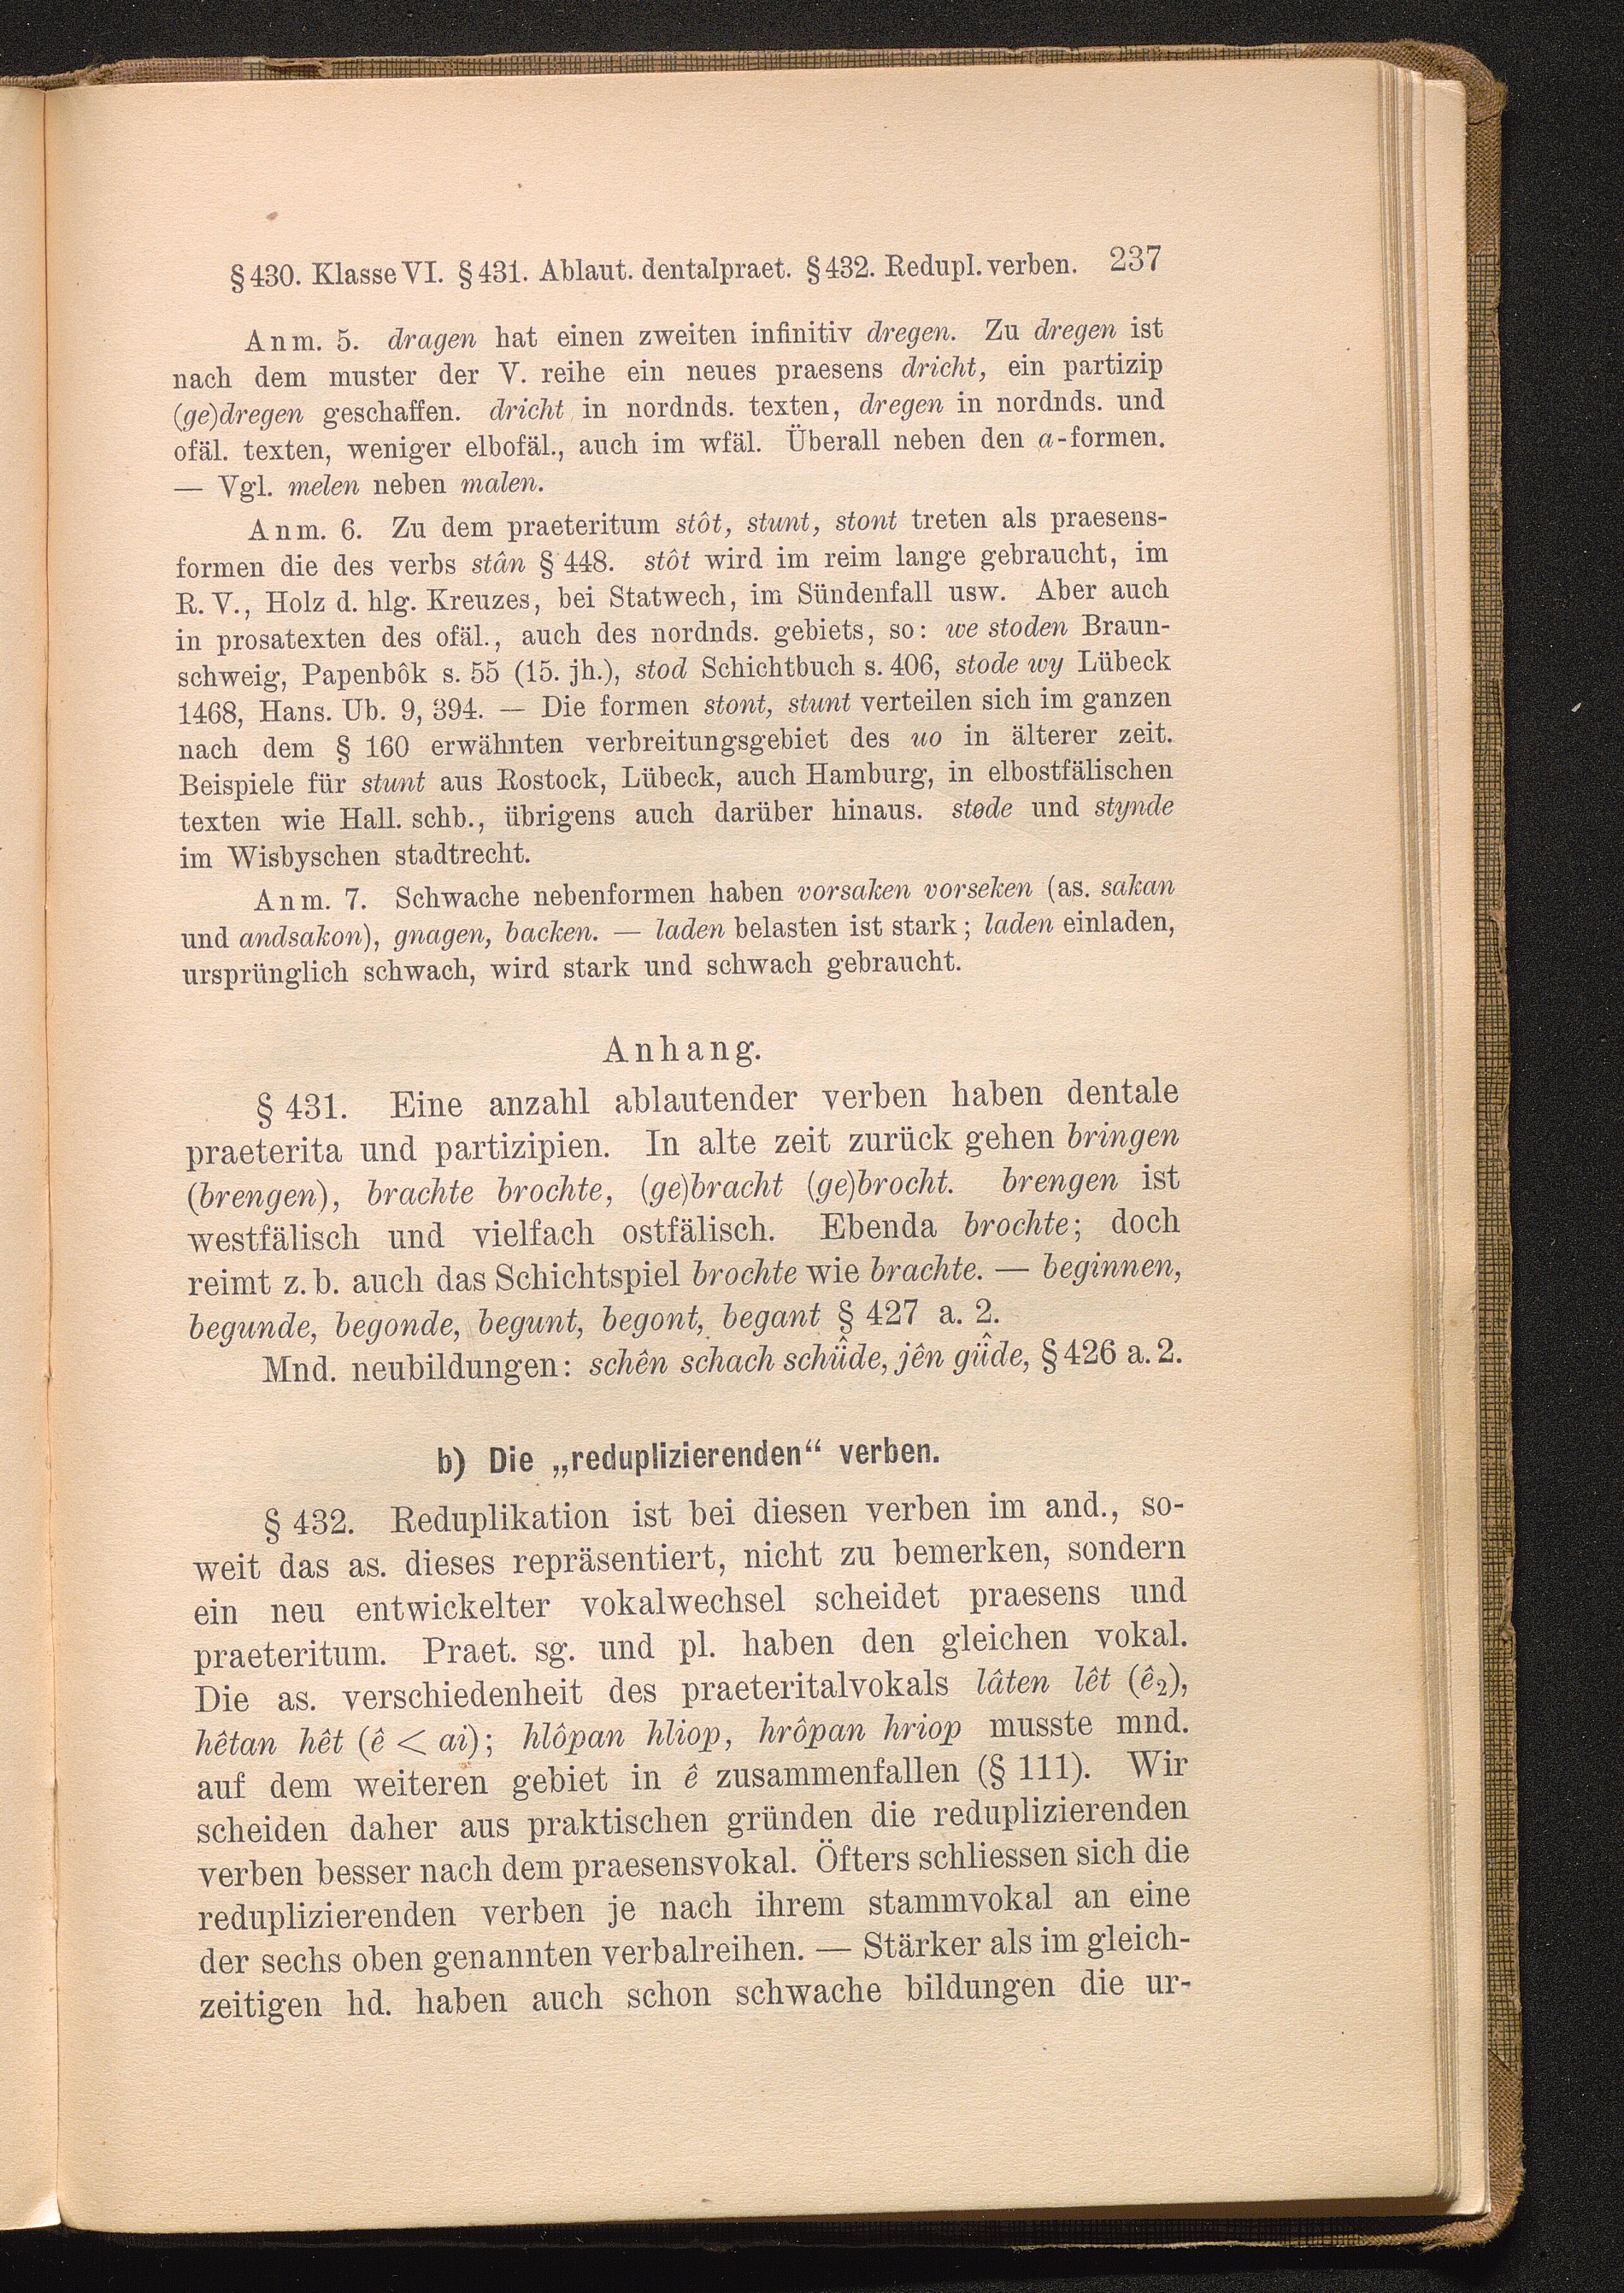 § 430. Klasse VI. § 431. Ablaut. dentalpraet. § 432. Redupl. verben. 237
Anm. 5. dragen hat einen zweiten infinitiv dregen. Zu dregen ist
nach dem muster der V. reihe ein neues praesens dricht, ein partizip
(ge)dregen geschaffen. dricht in nordnds. texten, dregen in nordnds. und
ofäl. texten, weniger elbofäl., auch im wfäl. Überall neben den a-formen.
— Vgl. melen neben malen.
Anm. 6. Zu dem praeteritum stôt, stunt, stont treten als praesens-
formen die des verbs stân § 448. stôt wird im reim lange gebraucht, im
R. V., Holz d. hlg. Kreuzes, bei Statwech, im Sündenfall usw. Aber auch
in prosatexten des ofäl., auch des nordnds. gebiets, so: we stoden Braun-
schweig, Papenbôk s. 55 (15. jh.), stod Schichtbuch s. 406, stode wy Lübeck
1468, Hans. Ub. 9, 394. — Die formen stont, stunt verteilen sich im ganzen
nach dem § 160 erwähnten verbreitungsgebiet des uo in älterer zeit.
Beispiele für stunt aus Rostock, Lübeck, auch Hamburg, in elbostfälischen
texten wie Hall. schb., übrigens auch darüber hinaus. støde und stynde
im Wisbyschen stadtrecht.
Anm. 7. Schwache nebenformen haben vorsaken vorseken (as. sakan
und andsakon), gnagen, backen. — laden belasten ist stark; laden einladen,
ursprünglich schwach, wird stark und schwach gebraucht.
Anhang.
§ 431. Eine anzahl ablautender verben haben dentale
praeterita und partizipien. In alte zeit zurück gehen bringen
(brengen), brachte brochte, (ge)bracht (ge)brocht. brengen ist
westfälisch und vielfach ostfälisch. Ebenda brochte; doch
reimt z. b. auch das Schichtspiel brochte wie brachte. — beginnen,
begunde, begonde, begunt, begont, begant § 427 a. 2.
Mnd. neubildungen: schên schach schü̂de, jên gü̂de, § 426 a. 2.
b) Die „reduplizierenden“ verben.
§ 432. Reduplikation ist bei diesen verben im and., so-
weit das as. dieses repräsentiert, nicht zu bemerken, sondern
ein neu entwickelter vokalwechsel scheidet praesens und
praeteritum. Praet. sg. und pl. haben den gleichen vokal.
Die as. verschiedenheit des praeteritalvokals lâten lêt (ê₂),
hêtan hêt (ê < ai); hlôpan hliop, hrôpan hriop musste mnd.
auf dem weiteren gebiet in ê zusammenfallen (§ 111). Wir
scheiden daher aus praktischen gründen die reduplizierenden
verben besser nach dem praesensvokal. Öfters schliessen sich die
reduplizierenden verben je nach ihrem stammvokal an eine
der sechs oben genannten verbalreihen. — Stärker als im gleich-
zeitigen hd. haben auch schon schwache bildungen die ur-